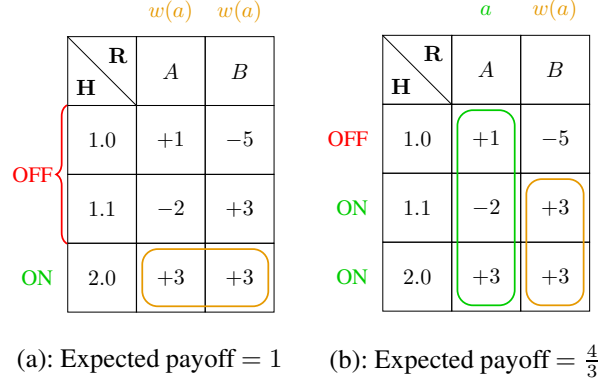 w(a) w(a)
R
H
A B
OFF
1.0 +1 −5
1.1 −2 +3
ON 2.0 +3 +3
(a): Expected payoff = 1
a w(a)
R
H
A B
OFF 1.0 +1 −5
ON 1.1 −2 +3
ON 2.0 +3 +3
(b): Expected payoff = 4/3